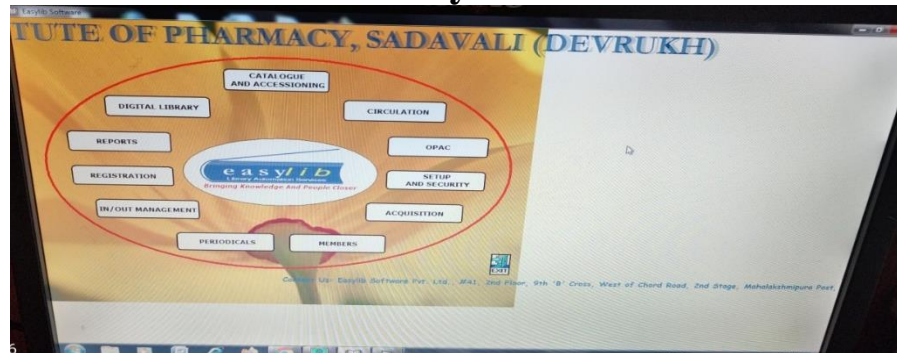 Easylib Software
TUTE OF PHARMACY, SADAVALI (DEVRUKH)
CATALOGUE
AND ACCESSIONING
DIGITAL LIBRARY
CIRCULATION
REPORTS
OPAC
easylib
Library Automation Software
Bringing Knowledge And People Closer
REGISTRATION
SETUP
AND SECURITY
IN/OUT MANAGEMENT
ACQUISITION
PERIODICALS
MEMBERS
EXIT
Us- Easylib Software Pvt. Ltd., #41, 2nd Floor, 9th 'B' Cross, West of Chord Road, 2nd Stage, Mahalakshmipura Post,